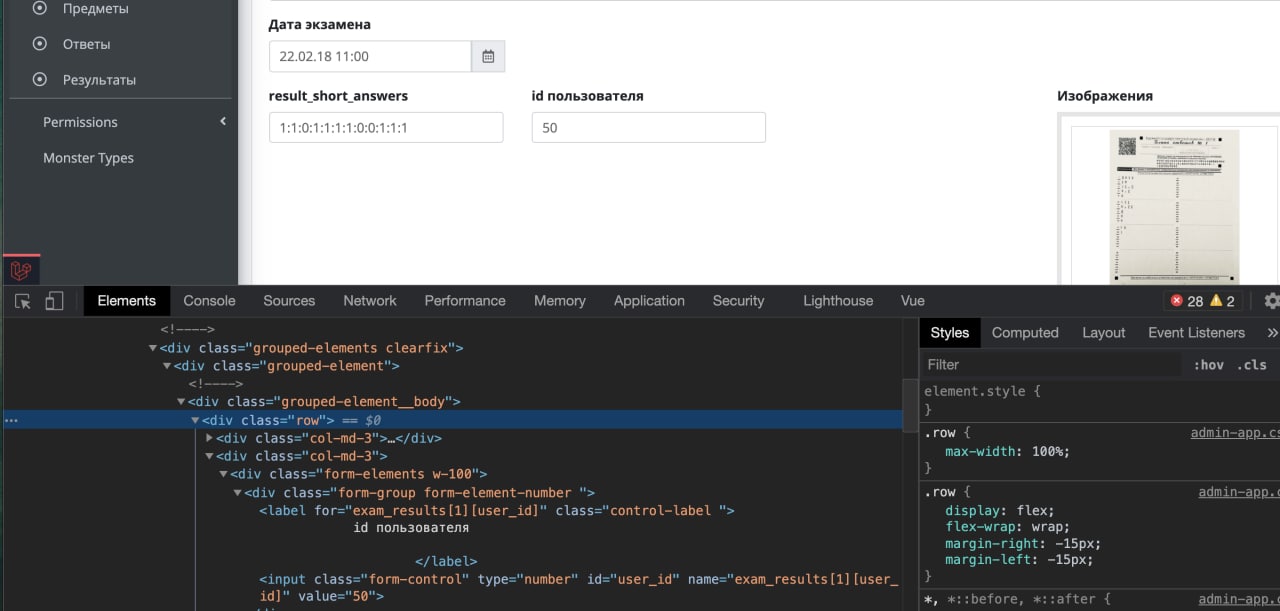 Предметы
Ответы
Результаты
Permissions
Monster Types
Дата экзамена
22.02.18 11:00
result_short_answers
1:1:0:1:1:1:1:0:0:1:1:1
id пользователя
50
Изображения
Elements Console Sources Network Performance Memory Application Security Lighthouse Vue 28 2
<!---->
<div class="grouped-elements clearfix">
<div class="grouped-element">
<!---->
<div class="grouped-element__body">
… <div class="row"> == $0
<div class="col-md-3">…</div>
<div class="col-md-3">
<div class="form-elements w-100">
<div class="form-group form-element-number ">
<label for="exam_results[1][user_id]" class="control-label ">
id пользователя
</label>
<input class="form-control" type="number" id="user_id" name="exam_results[1][user_
id]" value="50">
Styles Computed Layout Event Listeners »
Filter :hov .cls
element.style {
}
.row { admin-app.cs
max-width: 100%;
}
.row { admin-app.c
display: flex;
flex-wrap: wrap;
margin-right: -15px;
margin-left: -15px;
}
*, *::before, *::after { admin-app.c